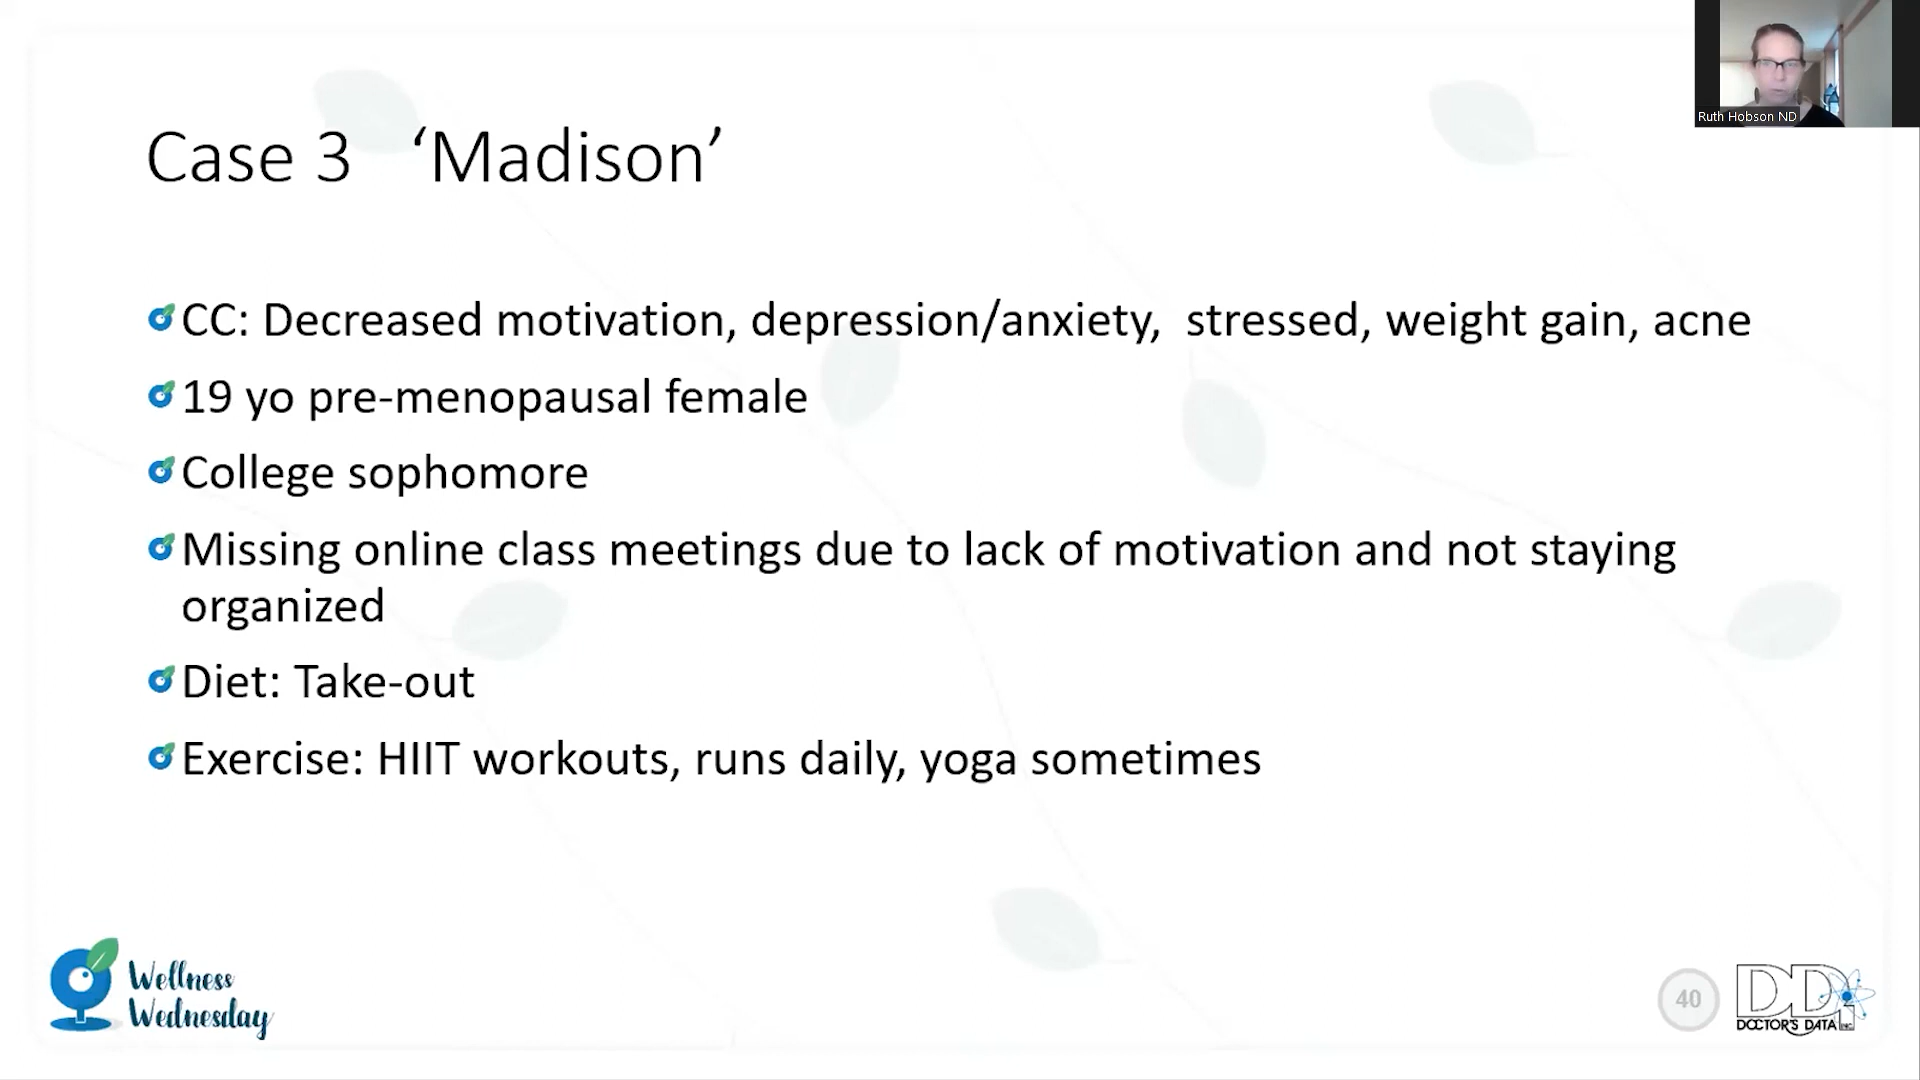 Ruth Hobson ND
Case 3 ‘Madison’
CC: Decreased motivation, depression/anxiety, stressed, weight gain, acne
19 yo pre-menopausal female
College sophomore
Missing online class meetings due to lack of motivation and not staying
organized
Diet: Take-out
Exercise: HIIT workouts, runs daily, yoga sometimes
Wellness
Wednesday
40
DDI
DOCTOR'S DATA